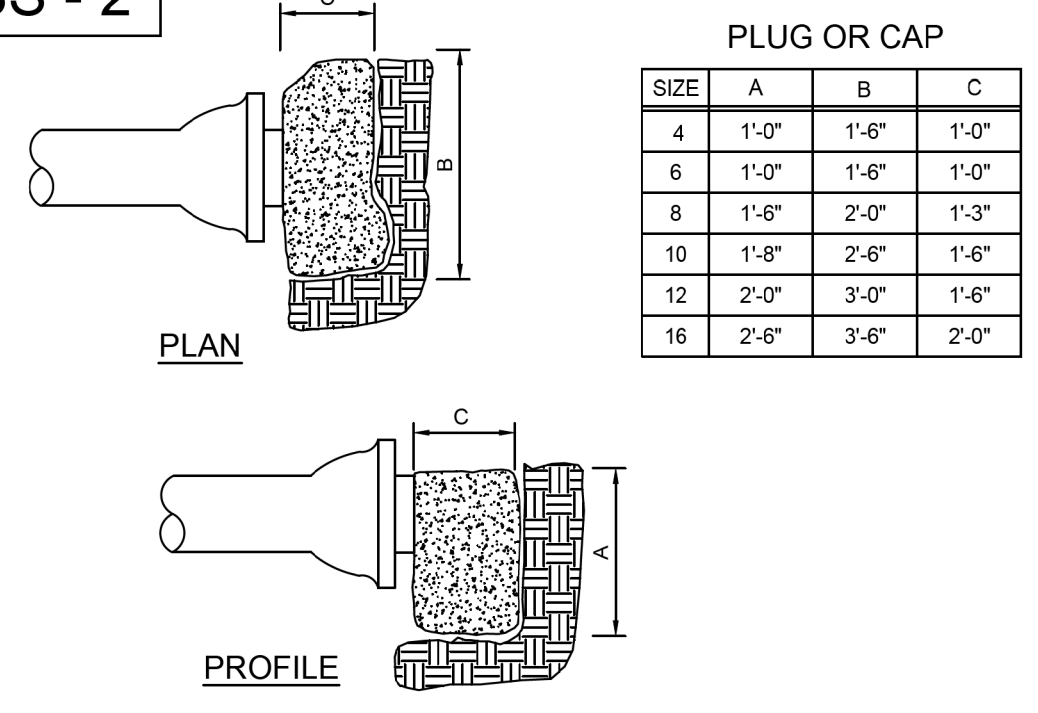 - 2
C
PLUG OR CAP
SIZE A B C
4 1'-0" 1'-6" 1'-0"
6 1'-0" 1'-6" 1'-0"
8 1'-6" 2'-0" 1'-3"
10 1'-8" 2'-6" 1'-6"
12 2'-0" 3'-0" 1'-6"
16 2'-6" 3'-6" 2'-0"
B
PLAN
C
A
PROFILE